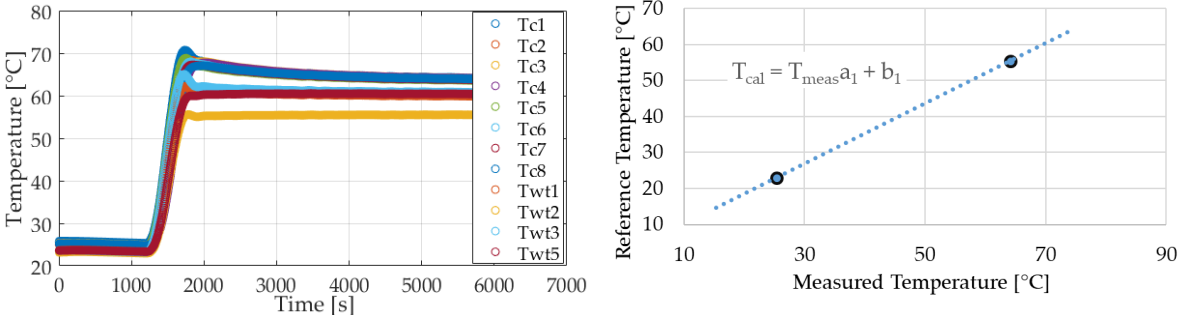 80
70
60
50
40
30
20
Temperature [°C]
0
1000
2000
3000
4000
5000
6000
7000
Time [s]
Tc1
Tc2
Tc3
Tc4
Tc5
Tc6
Tc7
Tc8
Twt1
Twt2
Twt3
Twt5
70
60
50
40
30
20
10
Reference Temperature [°C]
T_cal = T_meas a_1 + b_1
10
30
50
70
90
Measured Temperature [°C]